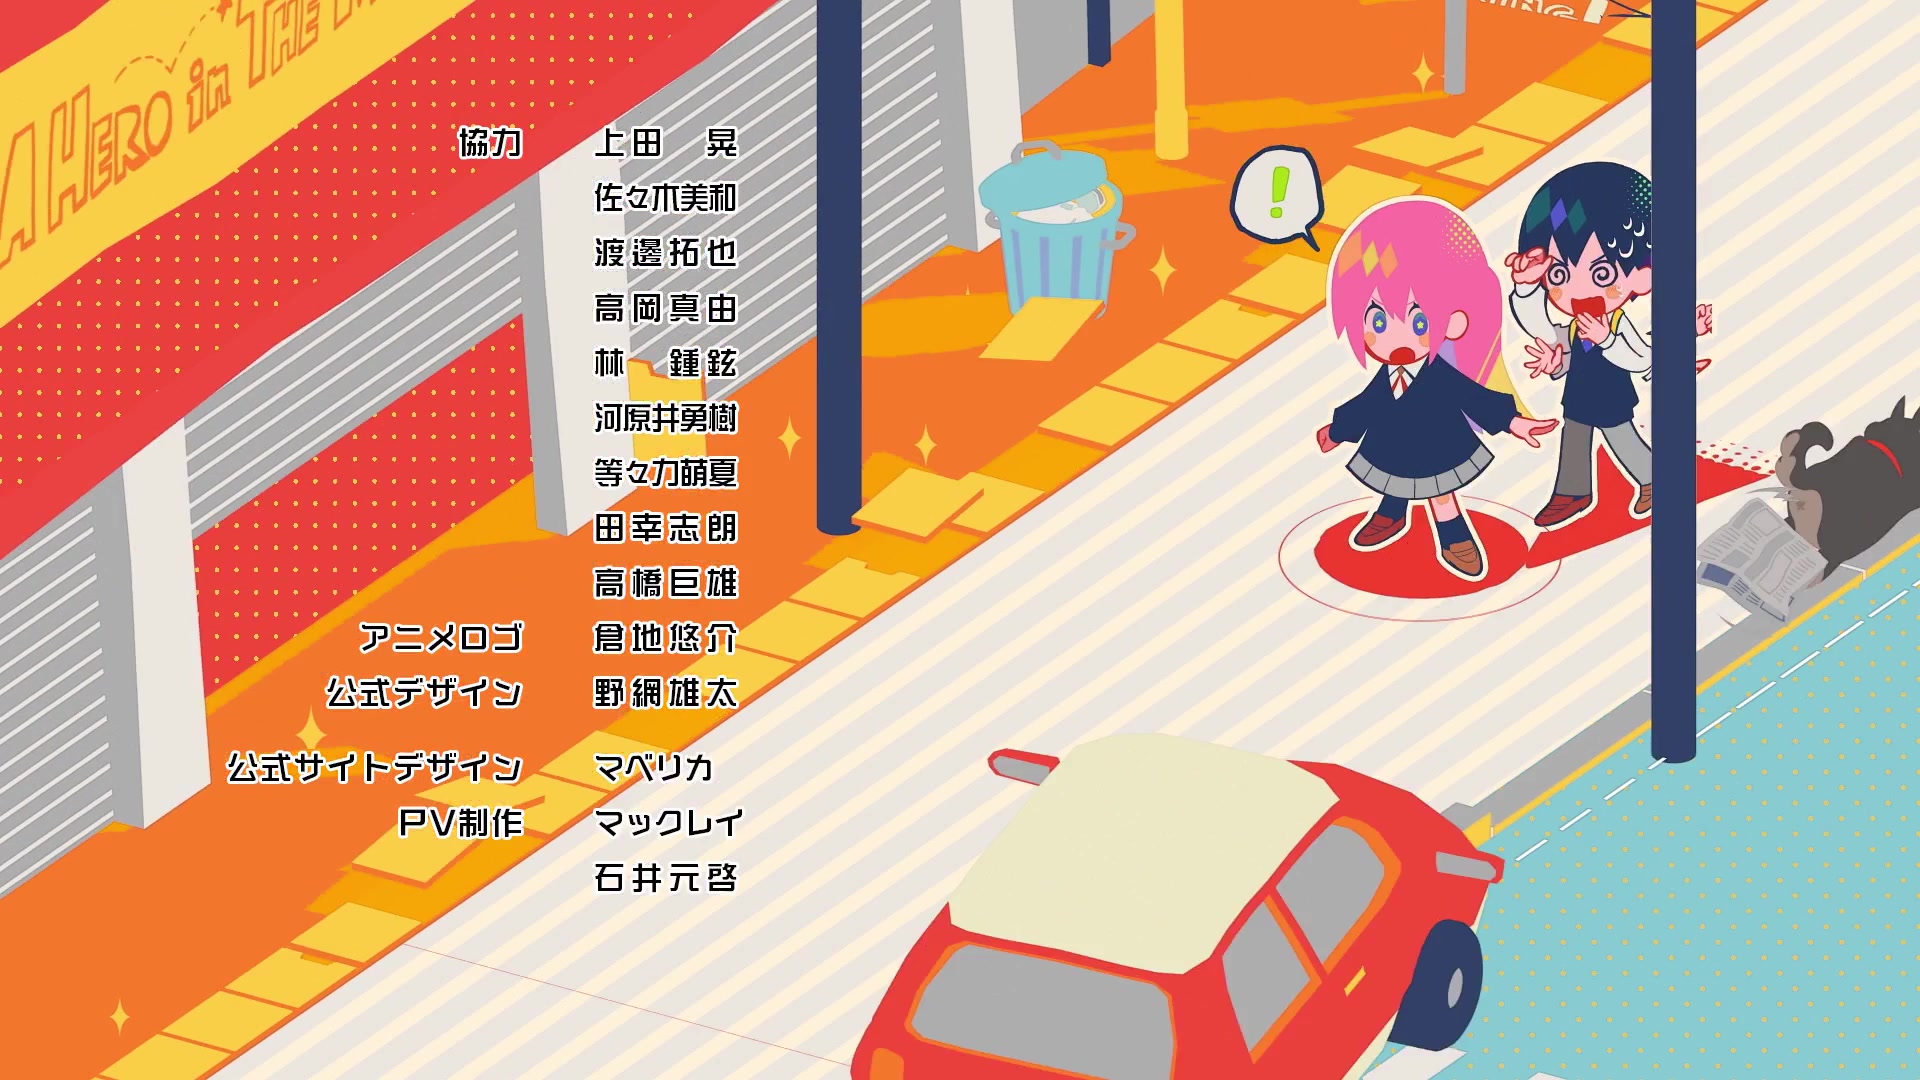 A HERO in THE
協力 上田 晃
佐々木美和
渡邊拓也
高岡真由
林 鍾鉉
河原井勇樹
等々力萌夏
田幸志朗
高橋巨雄
アニメロゴ 倉地悠介
公式デザイン 野網雄太
公式サイトデザイン マベリカ
PV制作 マックレイ
石井元啓
!